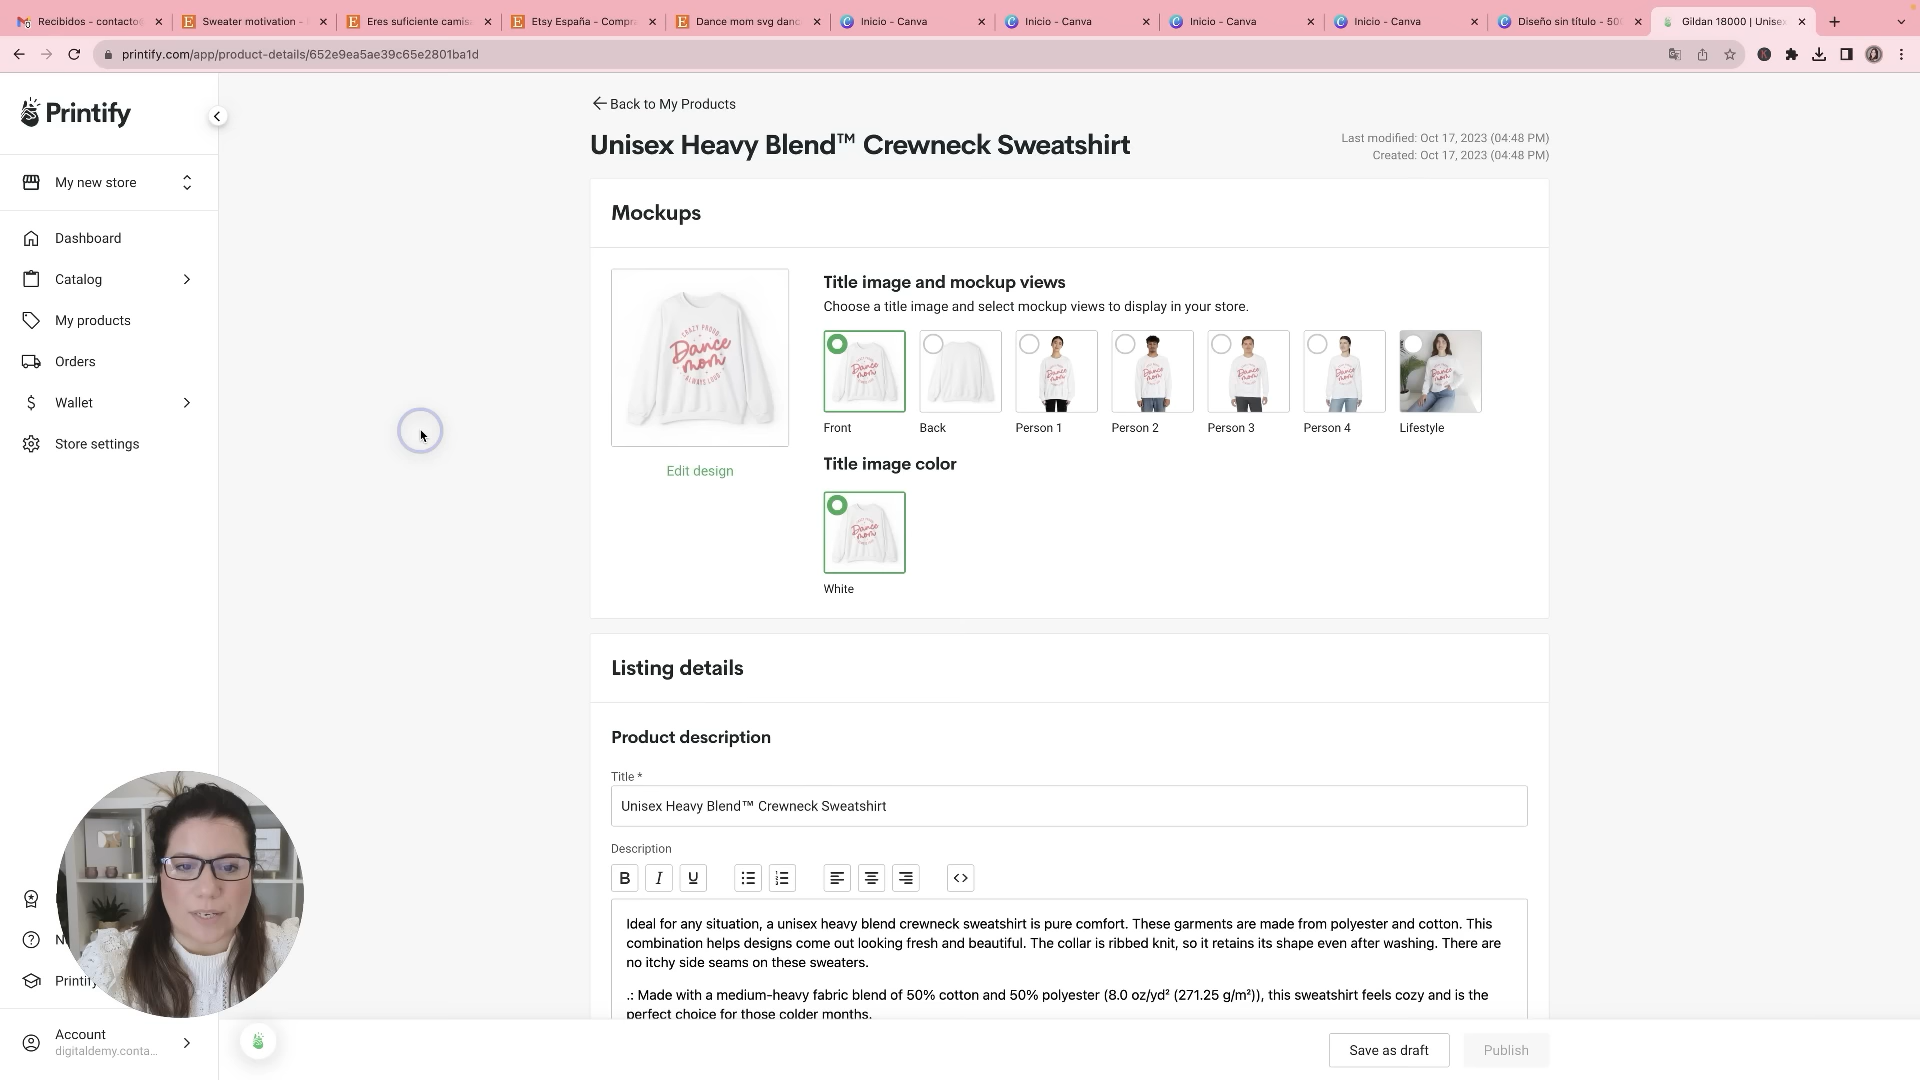 Recibidos - contacto
Sweater motivation -
Eres suficiente camis
Etsy España - Compr
Dance mom svg danc
Inicio - Canva
Inicio - Canva
Inicio - Canva
Inicio - Canva
Diseño sin título - 50
Gildan 18000 | Unisex
printify.com/app/product-details/652e9ea5ae39c65e2801ba1d
Printify
My new store
Dashboard
Catalog
My products
Orders
Wallet
Store settings
Printify
Account
digitaldemy.conta...
Back to My Products
Unisex Heavy Blend™ Crewneck Sweatshirt
Last modified: Oct 17, 2023 (04:48 PM)
Created: Oct 17, 2023 (04:48 PM)
Mockups
CRAZY PROUD
Dance
mom
ALWAYS LOUD
Edit design
Title image and mockup views
Choose a title image and select mockup views to display in your store.
Front
Back
Person 1
Person 2
Person 3
Person 4
Lifestyle
Title image color
White
Listing details
Product description
Title *
Unisex Heavy Blend™ Crewneck Sweatshirt
Description
B I U
Ideal for any situation, a unisex heavy blend crewneck sweatshirt is pure comfort. These garments are made from polyester and cotton. This
combination helps designs come out looking fresh and beautiful. The collar is ribbed knit, so it retains its shape even after washing. There are
no itchy side seams on these sweaters.
.: Made with a medium-heavy fabric blend of 50% cotton and 50% polyester (8.0 oz/yd² (271.25 g/m²)), this sweatshirt feels cozy and is the
perfect choice for those colder months.
Save as draft
Publish